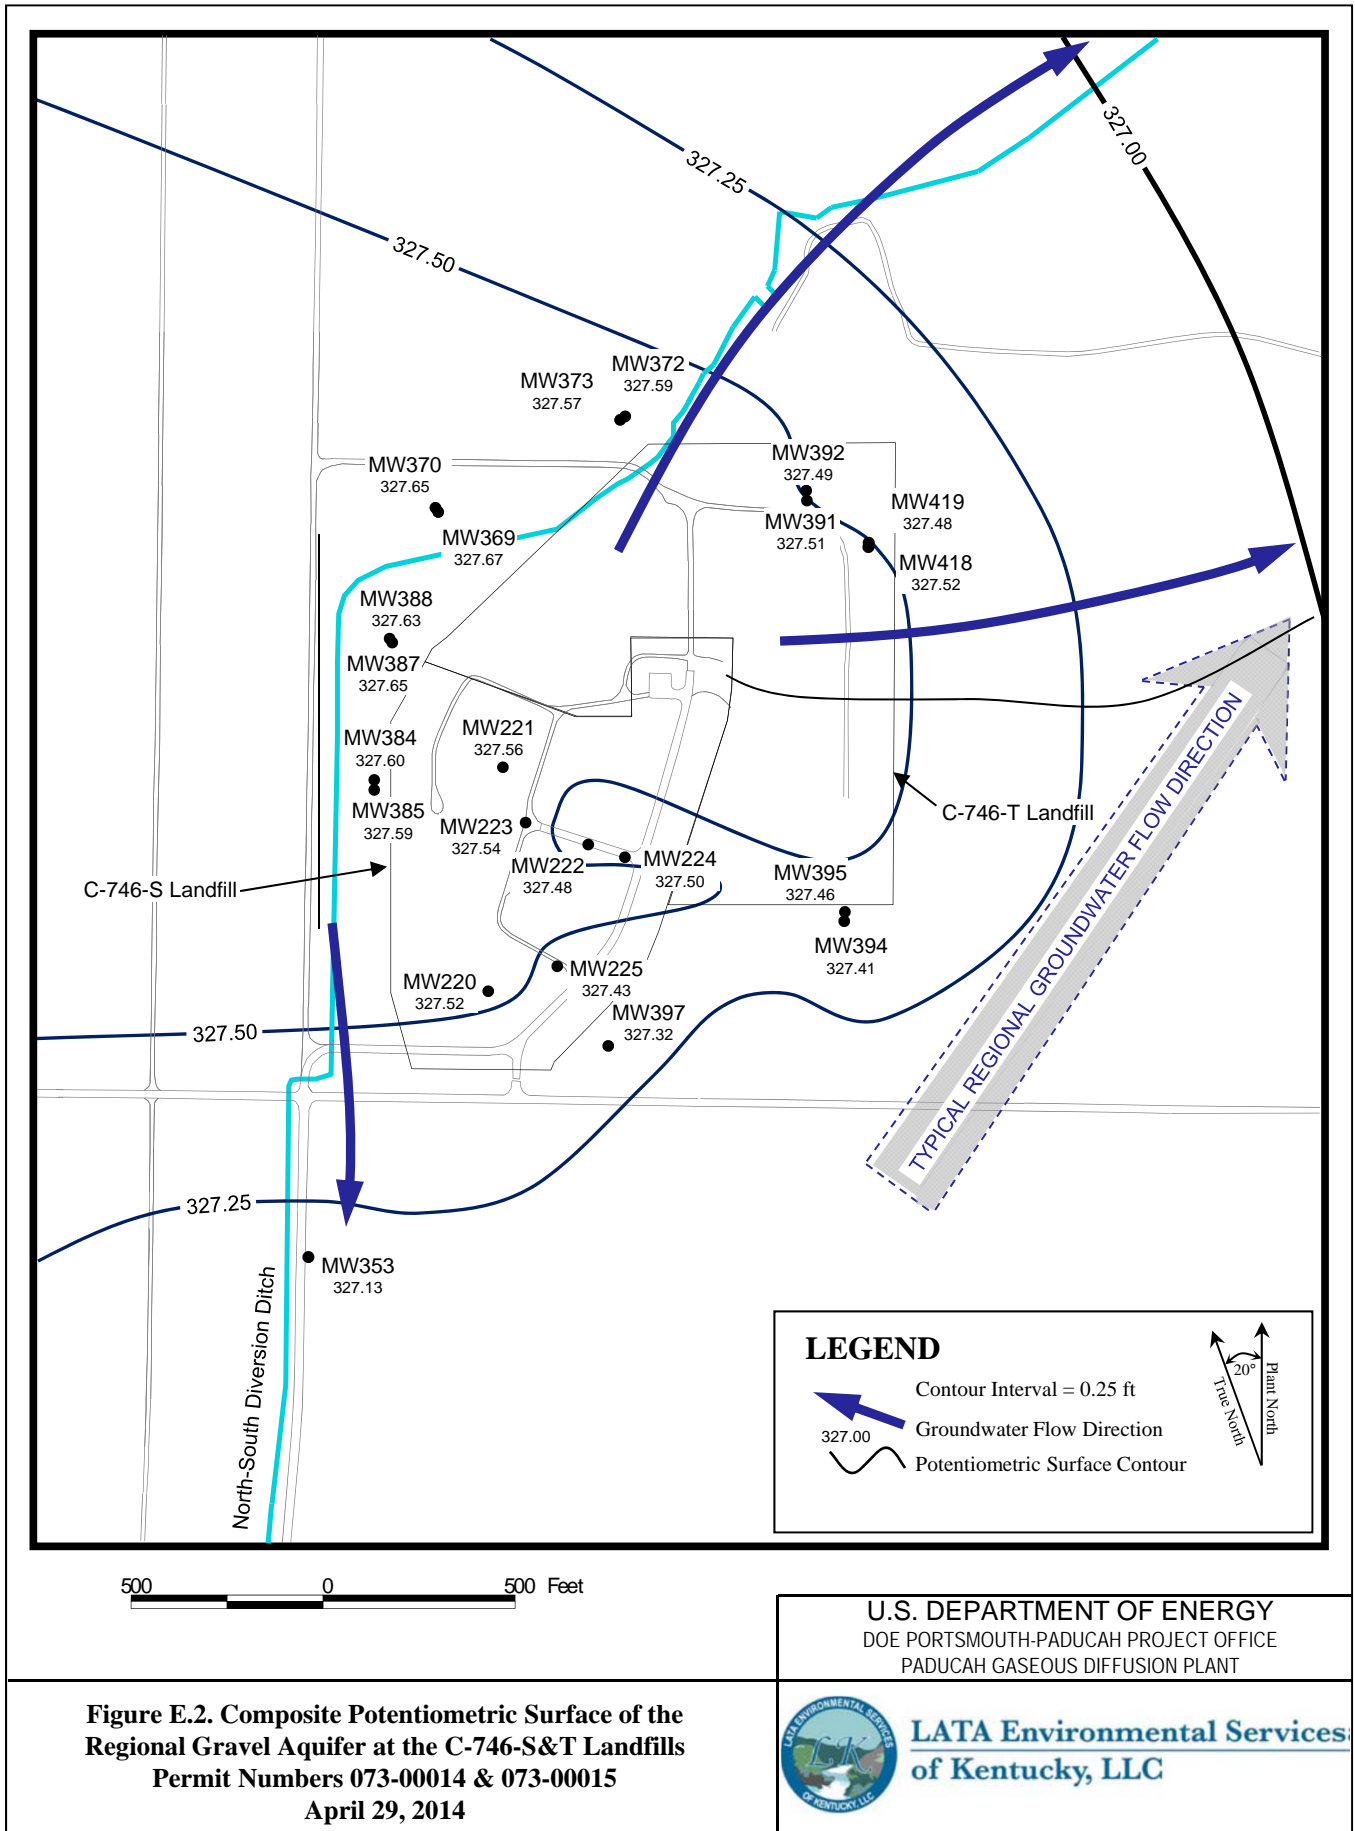 327.00
327.25
327.50
MW372
327.59
MW373
327.57
MW392
327.49
MW370
327.65
MW419
327.48
MW391
327.51
MW369
327.67
MW418
327.52
MW388
327.63
MW387
327.65
MW221
327.56
MW384
327.60
MW385
327.59
C-746-T Landfill
MW223
327.54
MW222
327.48
MW224
327.50
MW395
327.46
C-746-S Landfill
MW394
327.41
MW225
327.43
MW220
327.52
MW397
327.32
327.50
TYPICAL REGIONAL GROUNDWATER FLOW DIRECTION
327.25
MW353
327.13
North-South Diversion Ditch
LEGEND
Contour Interval = 0.25 ft
Groundwater Flow Direction
327.00
Potentiometric Surface Contour
20°
True North
Plant North
500 0 500 Feet
U.S. DEPARTMENT OF ENERGY
DOE PORTSMOUTH-PADUCAH PROJECT OFFICE
PADUCAH GASEOUS DIFFUSION PLANT
Figure E.2. Composite Potentiometric Surface of the
Regional Gravel Aquifer at the C-746-S&T Landfills
Permit Numbers 073-00014 & 073-00015
April 29, 2014
LATA ENVIRONMENTAL SERVICES
LK
OF KENTUCKY, LLC
LATA Environmental Services
of Kentucky, LLC